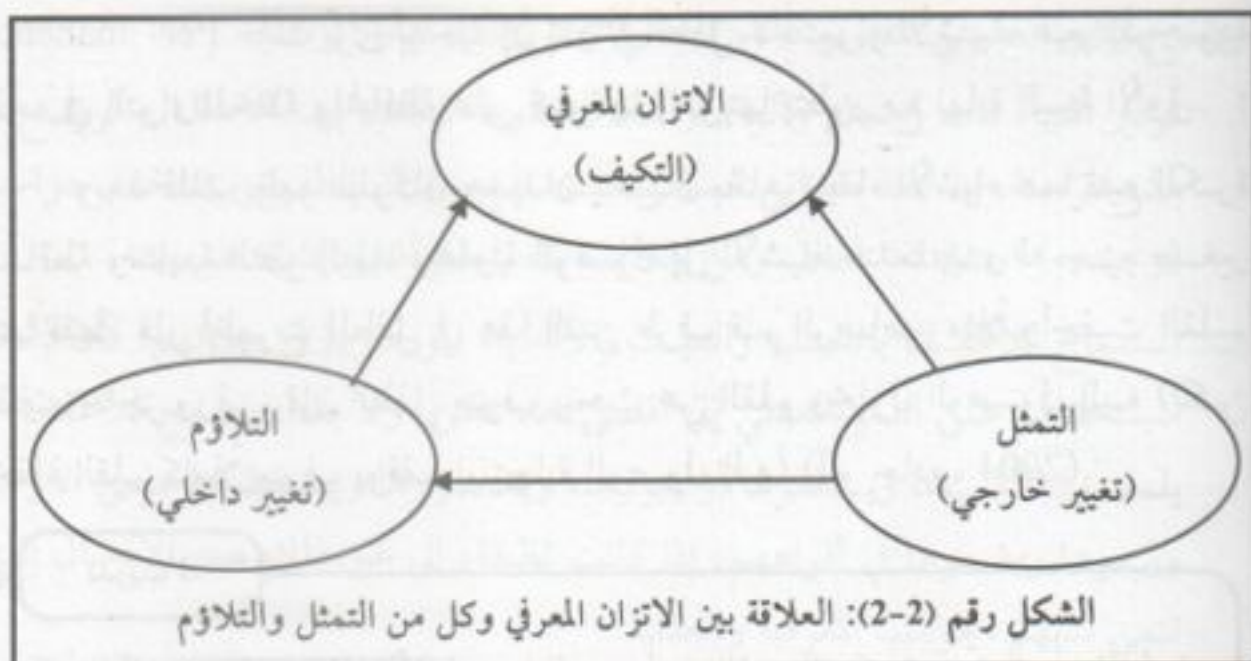 الاتزان المعرفي
(التكيف)
التمثل
(تغيير خارجي)
التلاؤم
(تغيير داخلي)
الشكل رقم (2-2): العلاقة بين الاتزان المعرفي وكل من التمثل والتلاؤم